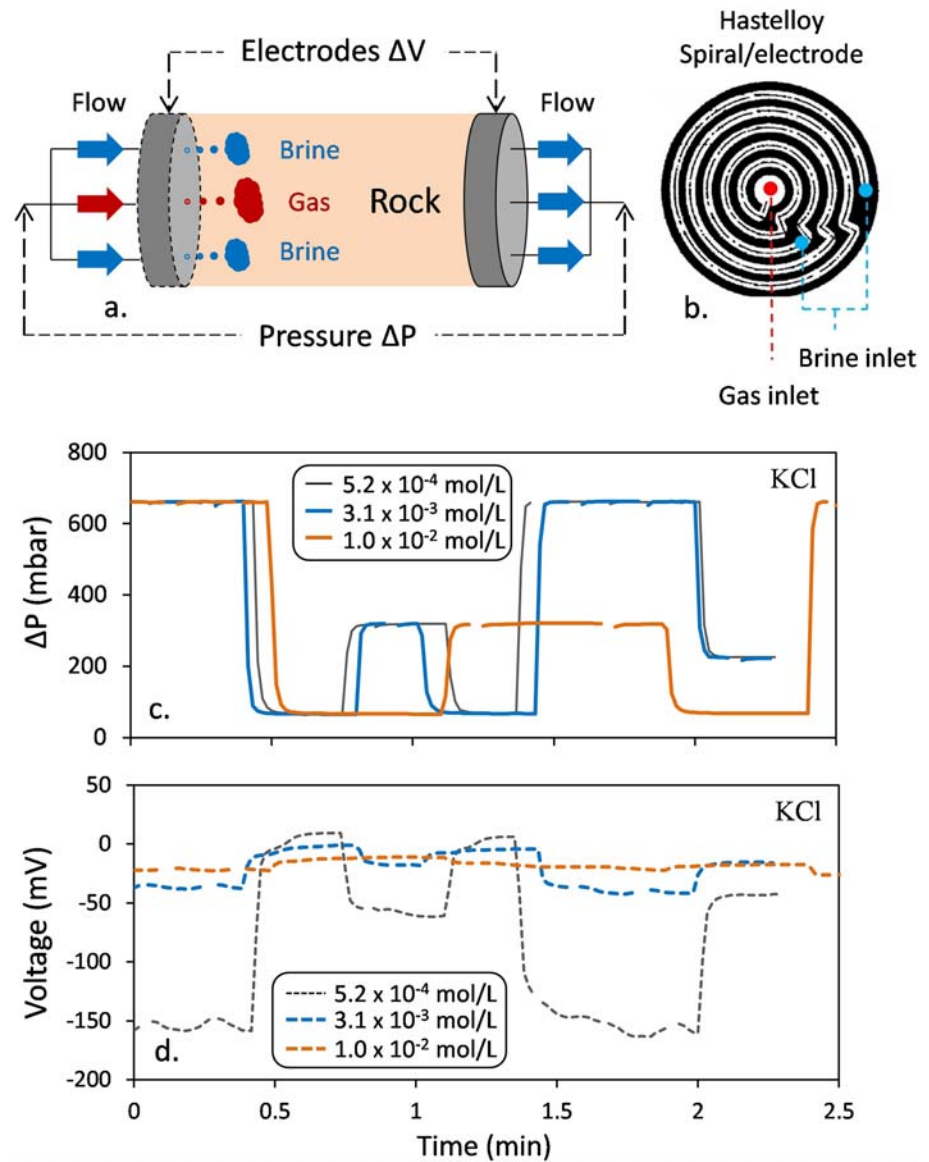 Electrodes ΔV
Flow
Flow
Brine
Gas
Rock
Brine
a.
Pressure ΔP
Hastelloy
Spiral/electrode
b.
Brine inlet
Gas inlet
800
600
400
200
0
ΔP (mbar)
5.2 x 10⁻⁴ mol/L
3.1 x 10⁻³ mol/L
1.0 x 10⁻² mol/L
KCl
c.
50
0
-50
-100
-150
-200
Voltage (mV)
KCl
5.2 x 10⁻⁴ mol/L
3.1 x 10⁻³ mol/L
1.0 x 10⁻² mol/L
d.
0 0.5 1 1.5 2 2.5
Time (min)